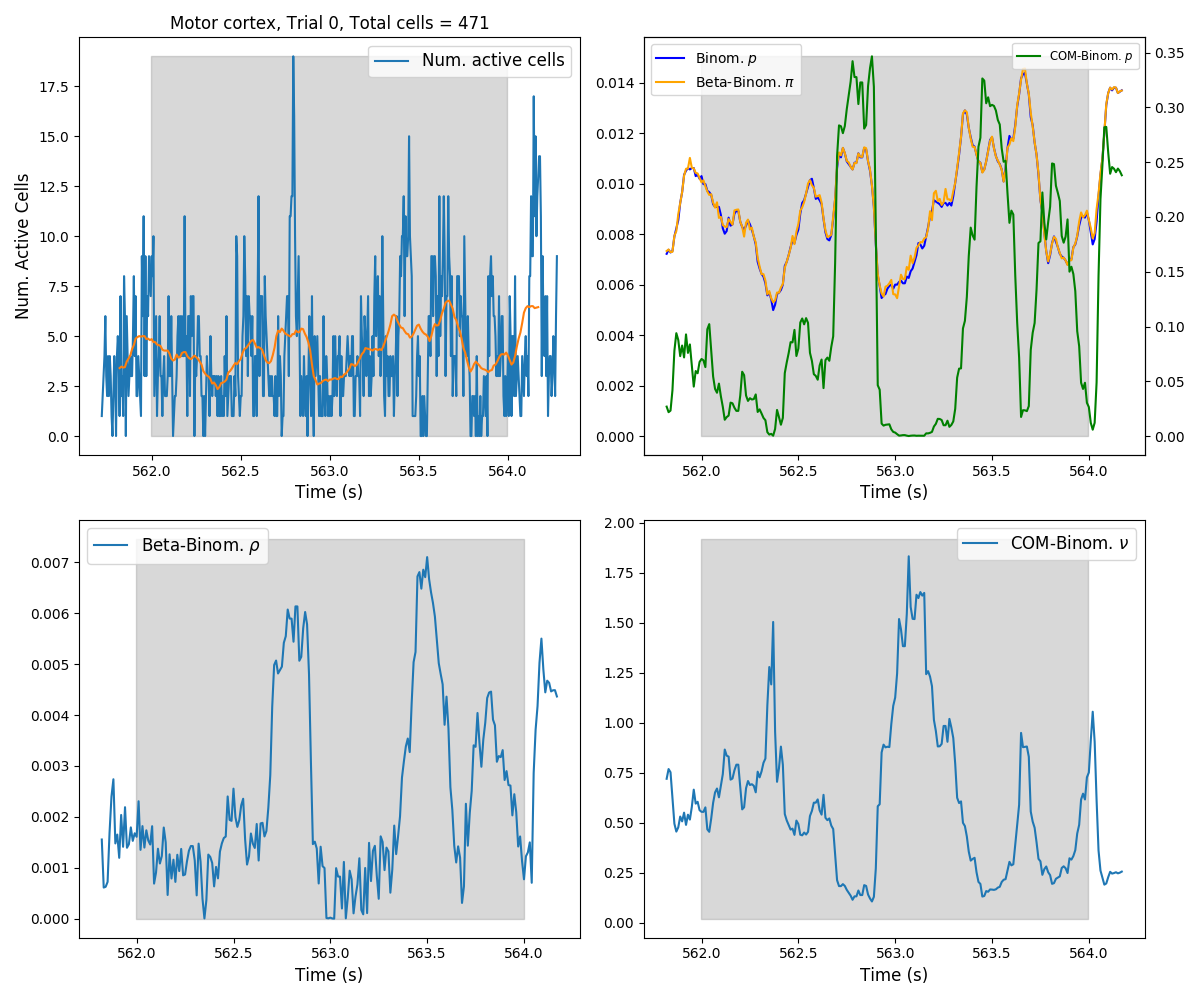 Motor cortex, Trial 0, Total cells = 471
Num. active cells
Num. Active Cells
17.5
15.0
12.5
10.0
7.5
5.0
2.5
0.0
562.0 562.5 563.0 563.5 564.0
Time (s)
Binom. p
Beta-Binom. π
COM-Binom. p
0.014
0.012
0.010
0.008
0.006
0.004
0.002
0.000
0.35
0.30
0.25
0.20
0.15
0.10
0.05
0.00
562.0 562.5 563.0 563.5 564.0
Time (s)
Beta-Binom. ρ
0.007
0.006
0.005
0.004
0.003
0.002
0.001
0.000
562.0 562.5 563.0 563.5 564.0
Time (s)
COM-Binom. ν
2.00
1.75
1.50
1.25
1.00
0.75
0.50
0.25
0.00
562.0 562.5 563.0 563.5 564.0
Time (s)